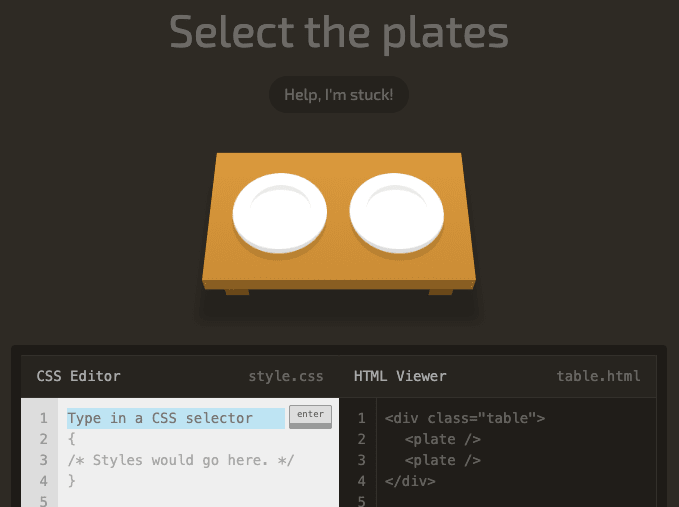 Select the plates
Help, I'm stuck!
CSS Editor style.css
1 Type in a CSS selector enter
2 {
3 /* Styles would go here. */
4 }
5
HTML Viewer table.html
1 <div class="table">
2 <plate />
3 <plate />
4 </div>
5